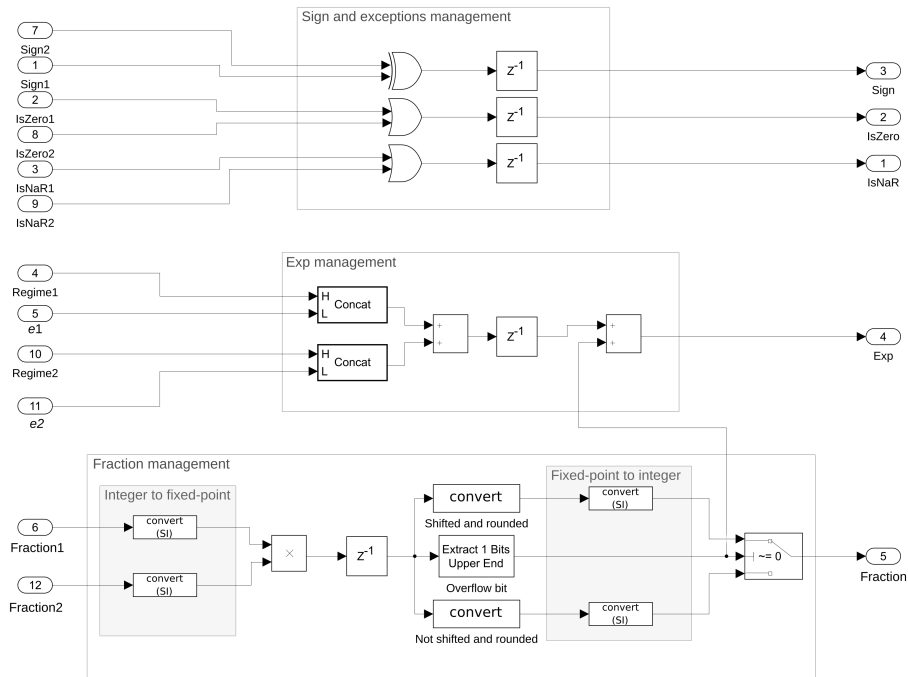 Sign and exceptions management
7
Sign2
1
Sign1
2
IsZero1
8
IsZero2
3
IsNaR1
9
IsNaR2
z-1
z-1
z-1
3
Sign
2
IsZero
1
IsNaR
Exp management
4
Regime1
5
e1
10
Regime2
11
e2
H
L
Concat
H
L
Concat
+
+
z-1
+
+
4
Exp
Fraction management
Integer to fixed-point
6
Fraction1
12
Fraction2
convert
(SI)
convert
(SI)
×
z-1
convert
Shifted and rounded
Extract 1 Bits
Upper End
Overflow bit
convert
Not shifted and rounded
Fixed-point to integer
convert
(SI)
convert
(SI)
~= 0
5
Fraction